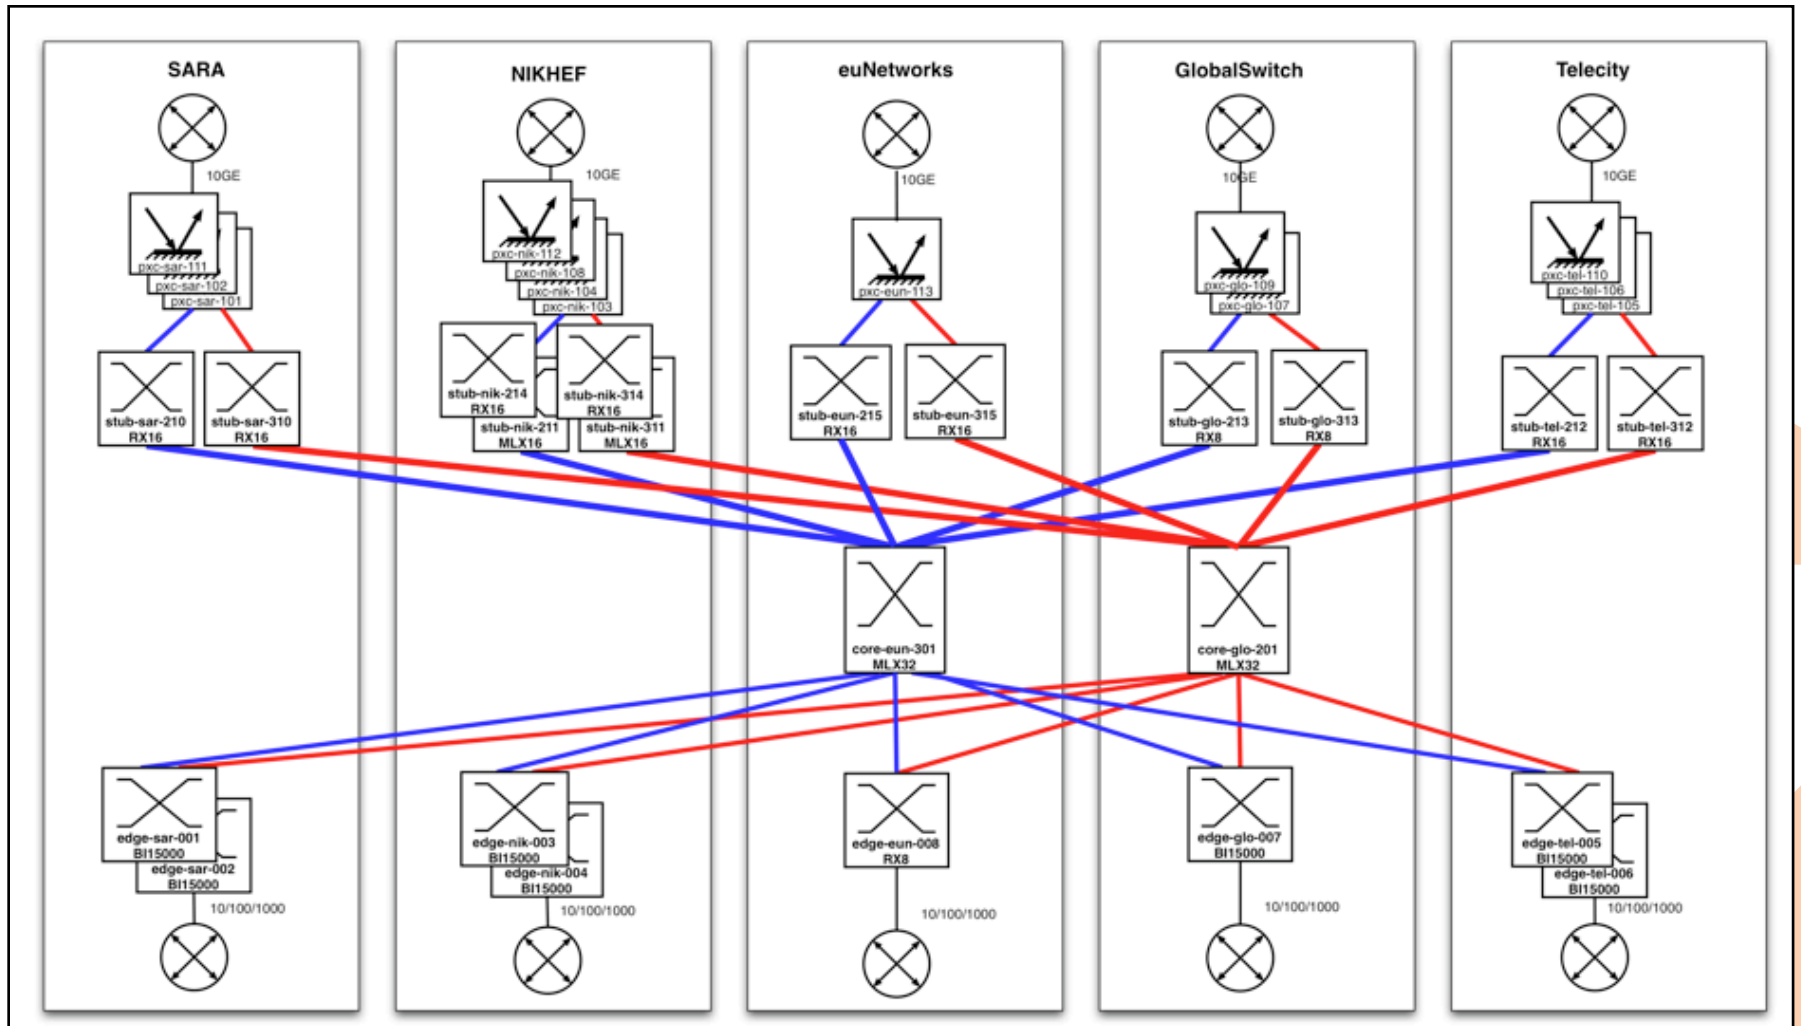 SARA
10GE
pxc-sar-111
pxc-sar-102
pxc-sar-101
stub-sar-210
RX16
stub-sar-310
RX16
edge-sar-001
BI15000
edge-sar-002
BI15000
10/100/1000
NIKHEF
10GE
pxc-nik-112
pxc-nik-108
pxc-nik-104
pxc-nik-103
stub-nik-214
RX16
stub-nik-314
RX16
stub-nik-211
MLX16
stub-nik-311
MLX16
edge-nik-003
BI15000
edge-nik-004
BI15000
10/100/1000
euNetworks
10GE
pxc-eun-113
stub-eun-215
RX16
stub-eun-315
RX16
core-eun-301
MLX32
edge-eun-008
RX8
10/100/1000
GlobalSwitch
10GE
pxc-glo-109
pxc-glo-107
stub-glo-213
RX8
stub-glo-313
RX8
core-glo-201
MLX32
edge-glo-007
BI15000
10/100/1000
Telecity
10GE
pxc-tel-110
pxc-tel-106
pxc-tel-105
stub-tel-212
RX16
stub-tel-312
RX16
edge-tel-005
BI15000
edge-tel-006
BI15000
10/100/1000